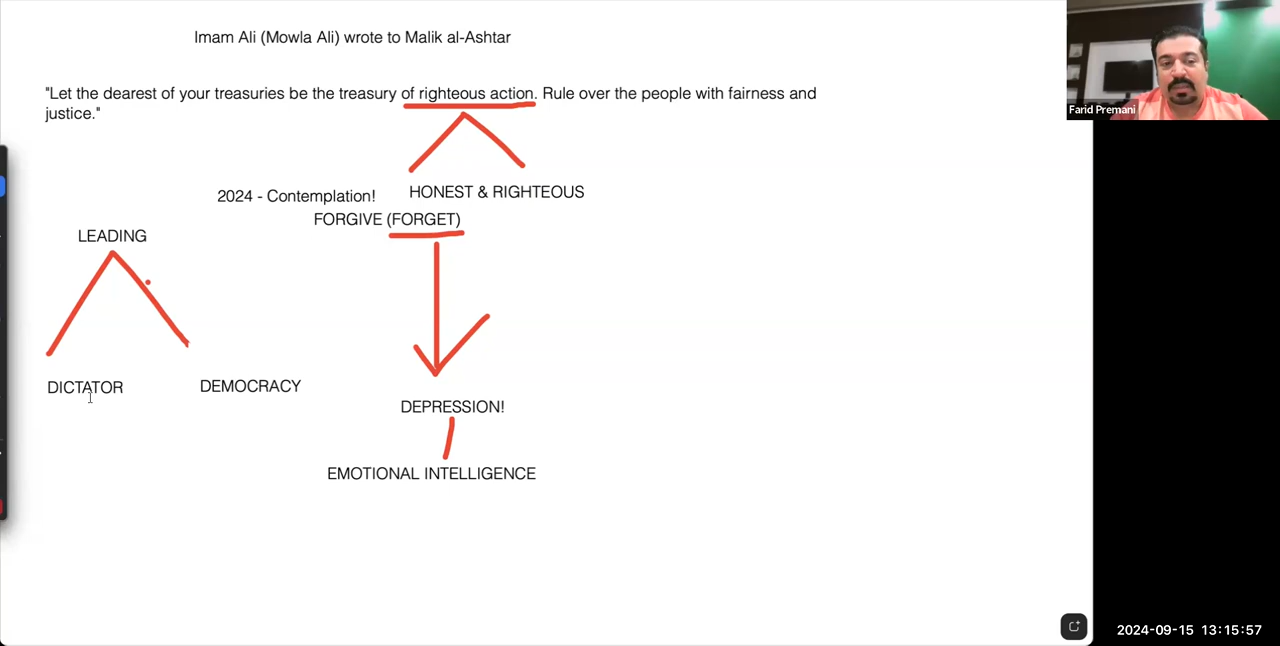 Imam Ali (Mowla Ali) wrote to Malik al-Ashtar
"Let the dearest of your treasuries be the treasury of righteous action. Rule over the people with fairness and
justice."
Farid Premani
2024 - Contemplation!
HONEST & RIGHTEOUS
FORGIVE (FORGET)
LEADING
DICTATOR
DEMOCRACY
DEPRESSION!
EMOTIONAL INTELLIGENCE
2024-09-15 13:15:57